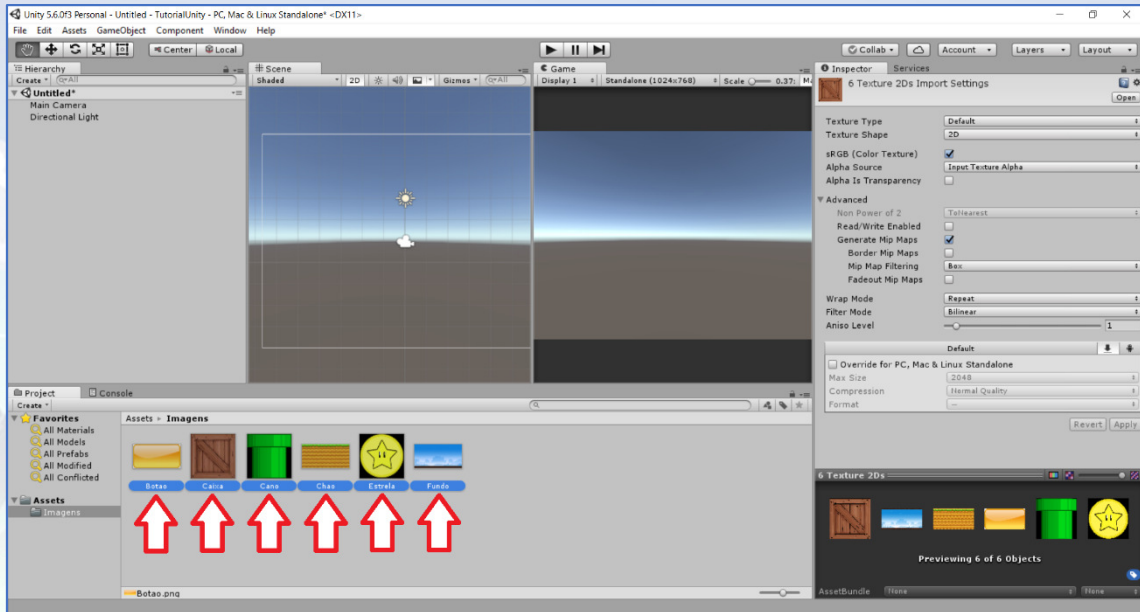 Unity 5.6.0f3 Personal - Untitled - TutorialUnity - PC, Mac & Linux Standalone* <DX11>
File Edit Assets GameObject Component Window Help
Center Local Collab Account Layers Layout
Hierarchy
Create All
Untitled*
Main Camera
Directional Light
Scene
Shaded 2D Gizmos All
Game
Display 1 Standalone (1024x768) Scale 0.37: Ma
Inspector Services
6 Texture 2Ds Import Settings
Open
Texture Type Default
Texture Shape 2D
sRGB (Color Texture)
Alpha Source Input Texture Alpha
Alpha Is Transparency
Advanced
Non Power of 2 ToNearest
Read/Write Enabled
Generate Mip Maps
Border Mip Maps
Mip Map Filtering Box
Fadeout Mip Maps
Wrap Mode Repeat
Filter Mode Bilinear
Aniso Level 1
Default
Override for PC, Mac & Linux Standalone
Max Size 2048
Compression Normal Quality
Format —
Revert Apply
Project Console
Create
Favorites
All Materials
All Models
All Prefabs
All Modified
All Conflicted
Assets
Imagens
Assets Imagens
Botao Caixa Cano Chao Estrela Fundo
Botao.png
6 Texture 2Ds
Previewing 6 of 6 Objects
AssetBundle None None